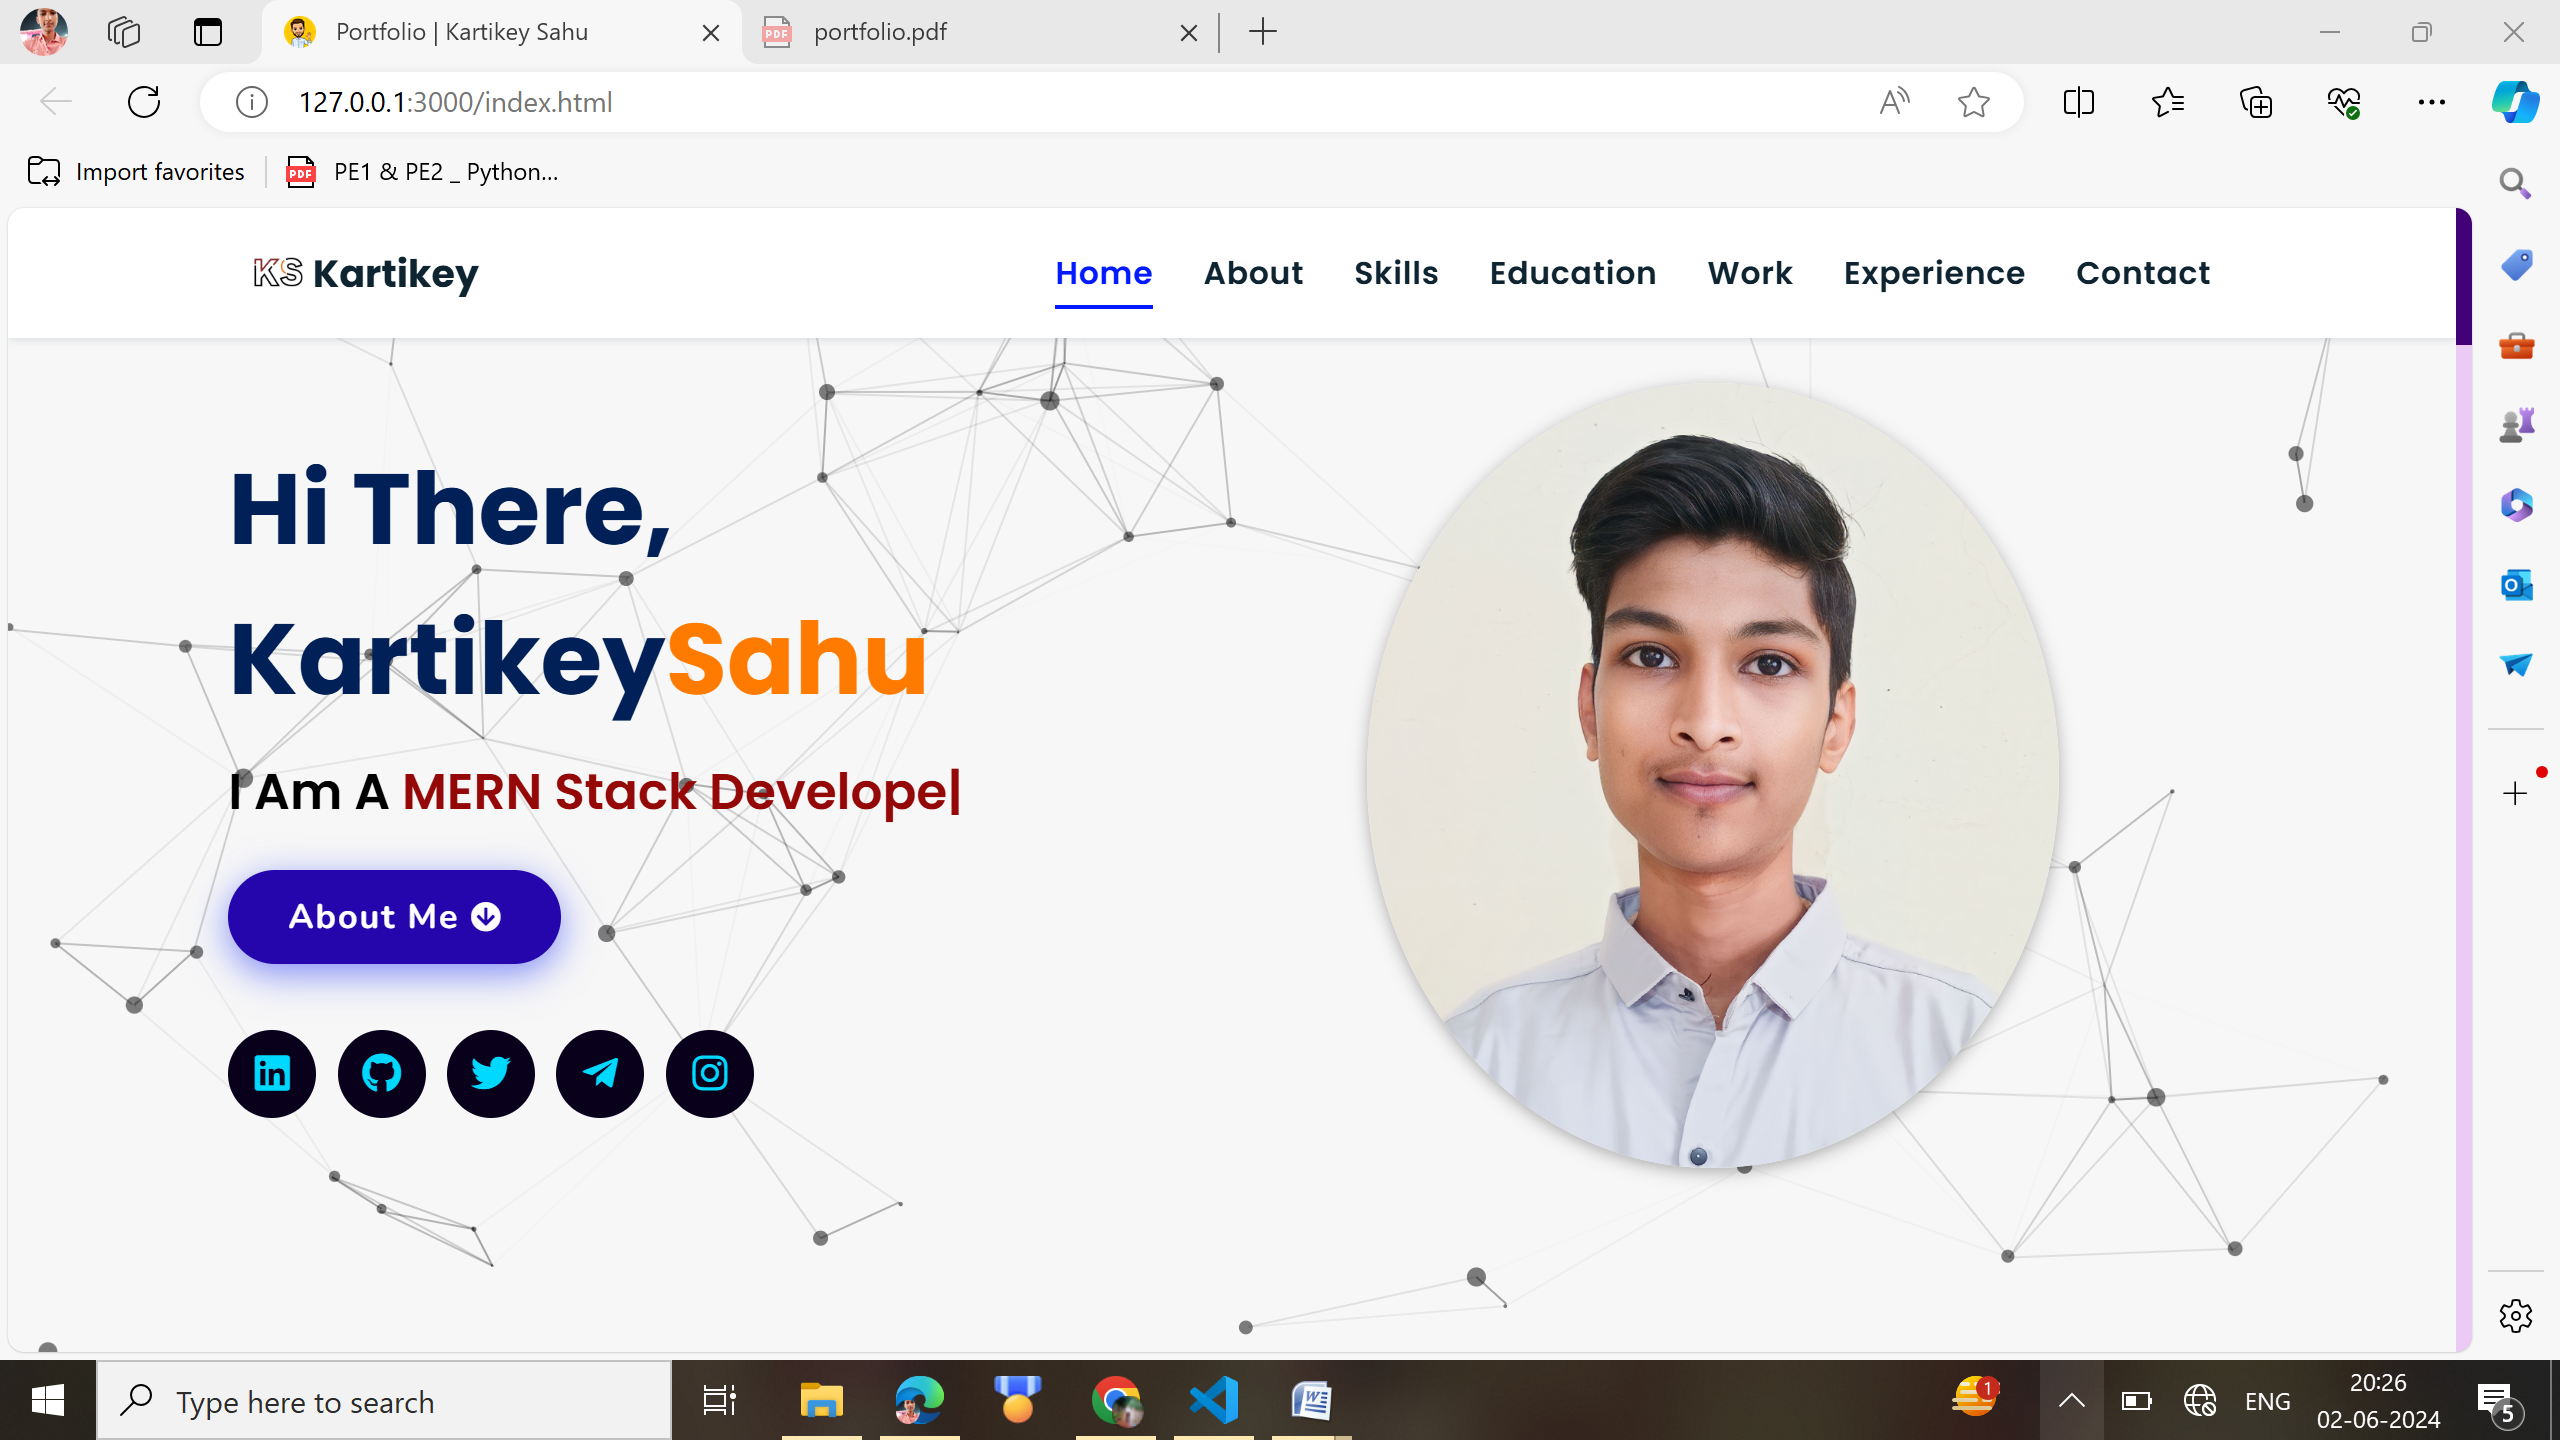 Portfolio | Kartikey Sahu
portfolio.pdf
127.0.0.1:3000/index.html
Import favorites
PE1 & PE2 _ Python...
KS Kartikey
Home About Skills Education Work Experience Contact
Hi There,
KartikeySahu
I Am A MERN Stack Develope|
About Me
Type here to search
1
ENG
20:26
02-06-2024
5